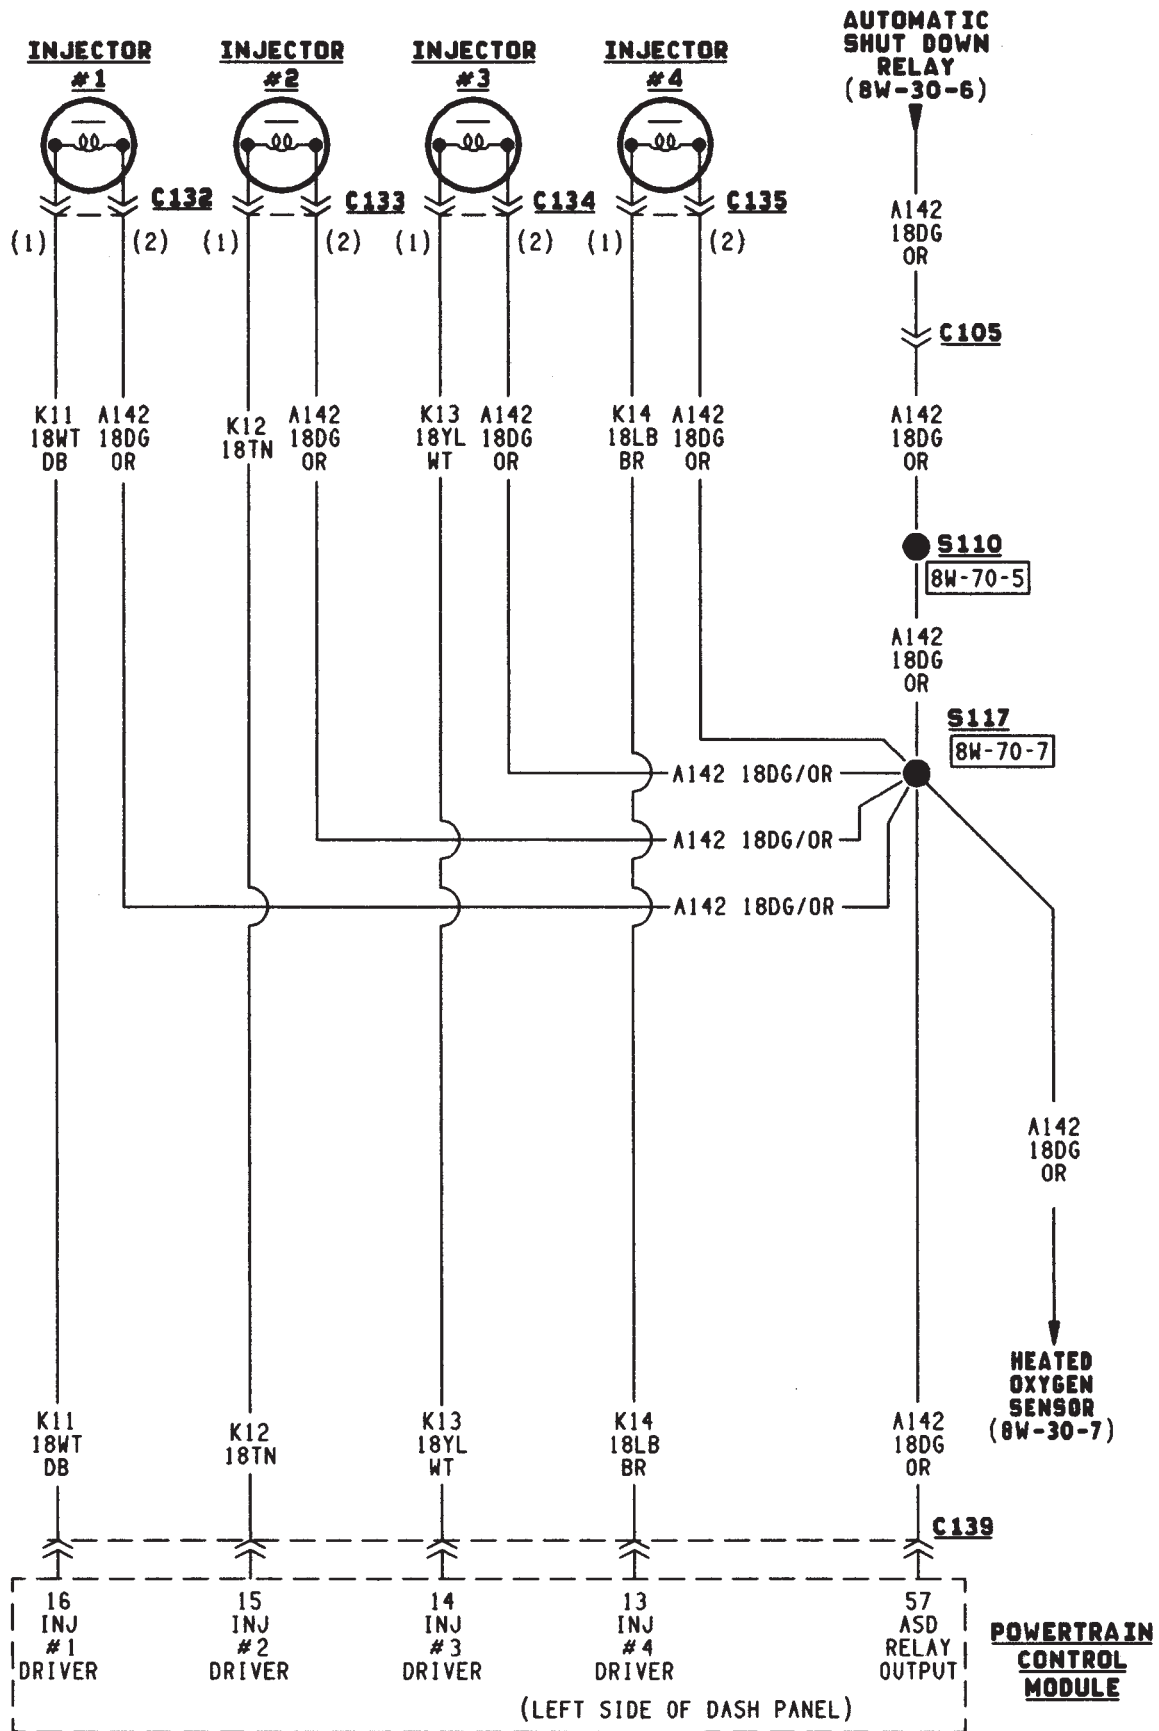 AUTOMATIC
SHUT DOWN
RELAY
(8W-30-6)
INJECTOR
#1
INJECTOR
#2
INJECTOR
#3
INJECTOR
#4
C132
C133
C134
C135
(1)
(2)
(1)
(2)
(1)
(2)
(1)
(2)
A142
18DG
OR
C105
K11
18WT
DB
A142
18DG
OR
K12
18TN
A142
18DG
OR
K13
18YL
WT
A142
18DG
OR
K14
18LB
BR
A142
18DG
OR
A142
18DG
OR
S110
8W-70-5
A142
18DG
OR
S117
8W-70-7
A142 18DG/OR
A142 18DG/OR
A142 18DG/OR
A142
18DG
OR
HEATED
OXYGEN
SENSOR
(8W-30-7)
K11
18WT
DB
K12
18TN
K13
18YL
WT
K14
18LB
BR
A142
18DG
OR
C139
16
INJ
#1
DRIVER
15
INJ
#2
DRIVER
14
INJ
#3
DRIVER
13
INJ
#4
DRIVER
57
ASD
RELAY
OUTPUT
POWERTRAIN
CONTROL
MODULE
(LEFT SIDE OF DASH PANEL)